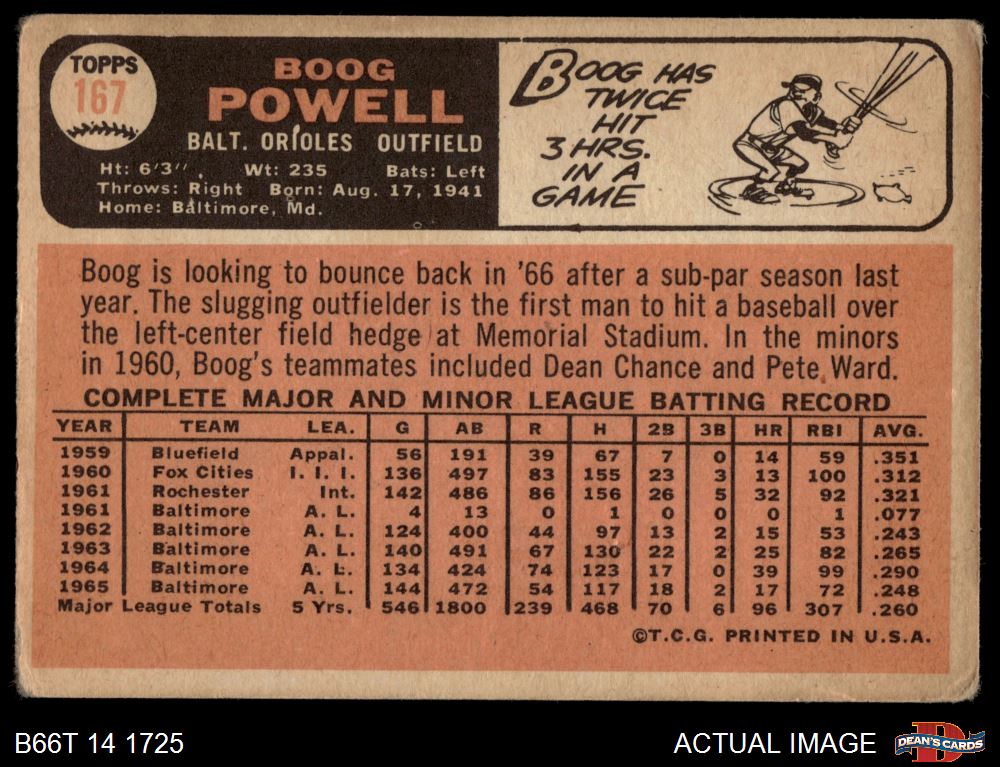 TOPPS
167
BOOG
POWELL
BALT. ORIOLES OUTFIELD
Ht: 6'3". Wt: 235 Bats: Left
Throws: Right Born: Aug. 17, 1941
Home: Baltimore, Md.
BOOG HAS
TWICE
HIT
3 HRS.
IN A
GAME
Boog is looking to bounce back in '66 after a sub-par season last
year. The slugging outfielder is the first man to hit a baseball over
the left-center field hedge at Memorial Stadium. In the minors
in 1960, Boog's teammates included Dean Chance and Pete Ward.
COMPLETE MAJOR AND MINOR LEAGUE BATTING RECORD
YEAR TEAM LEA. G AB R H 2B 3B HR RBI AVG.
1959 Bluefield Appal. 56 191 39 67 7 0 14 59 .351
1960 Fox Cities I. I. I. 136 497 83 155 23 3 13 100 .312
1961 Rochester Int. 142 486 86 156 26 5 32 92 .321
1961 Baltimore A. L. 4 13 0 1 0 0 0 1 .077
1962 Baltimore A. L. 124 400 44 97 13 2 15 53 .243
1963 Baltimore A. L. 140 491 67 130 22 2 25 82 .265
1964 Baltimore A. L. 134 424 74 123 17 0 39 99 .290
1965 Baltimore A. L. 144 472 54 117 18 2 17 72 .248
Major League Totals 5 Yrs. 546 1800 239 468 70 6 96 307 .260
©T.C.G. PRINTED IN U.S.A.
B66T 14 1725
ACTUAL IMAGE
D
DEAN'S CARDS